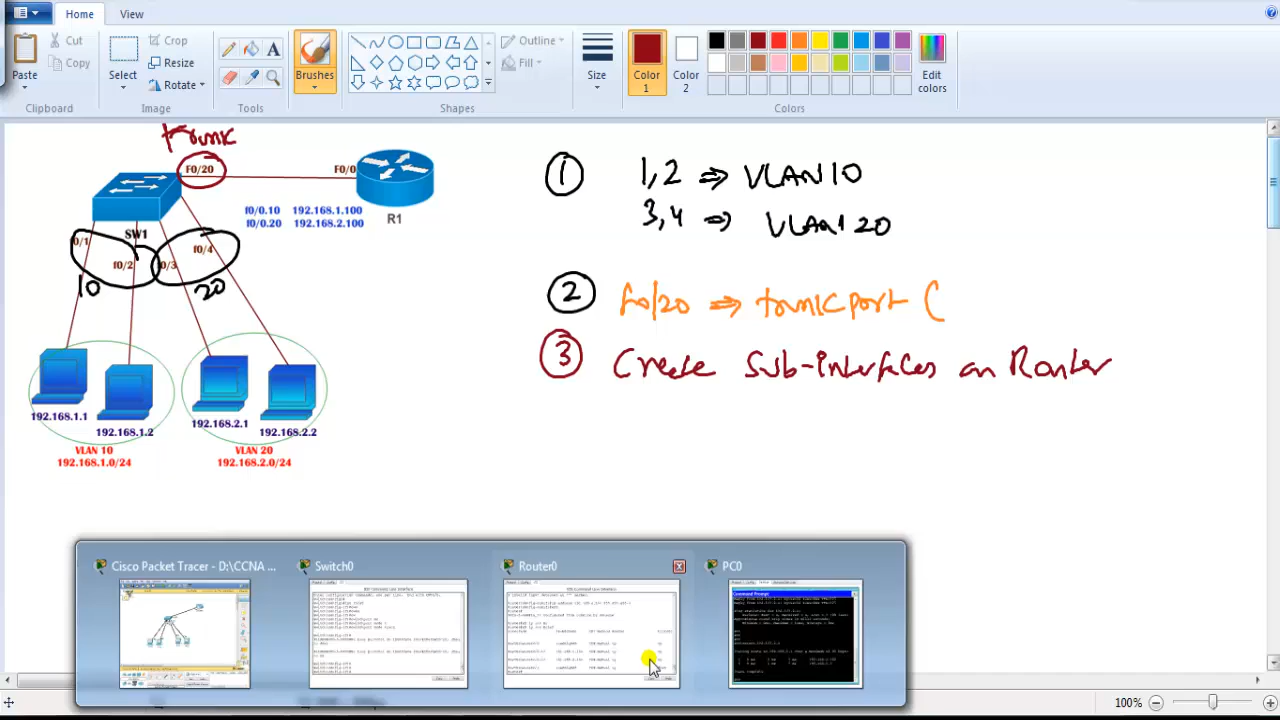 Home
View
Paste
Cut
Copy
Clipboard
Select
Crop
Resize
Rotate
Image
A
Tools
Brushes
Outline
Fill
Shapes
Size
Color
1
Color
2
Edit
colors
Colors
trunk
F0/20
F0/0
R1
f0/0.10 192.168.1.100
f0/0.20 192.168.2.100
SW1
0/1
f0/2
0/3
f0/4
10
20
192.168.1.1
192.168.1.2
192.168.2.1
192.168.2.2
VLAN 10
192.168.1.0/24
VLAN 20
192.168.2.0/24
1 1,2 ⇒ VLAN 10
3,4 ⇒ VLAN 20
2 f0/20 ⇒ trunk port (
3 Create Sub-interfaces on Router
Cisco Packet Tracer - D:\CCNA ...
Switch0
Router0
PC0
100%